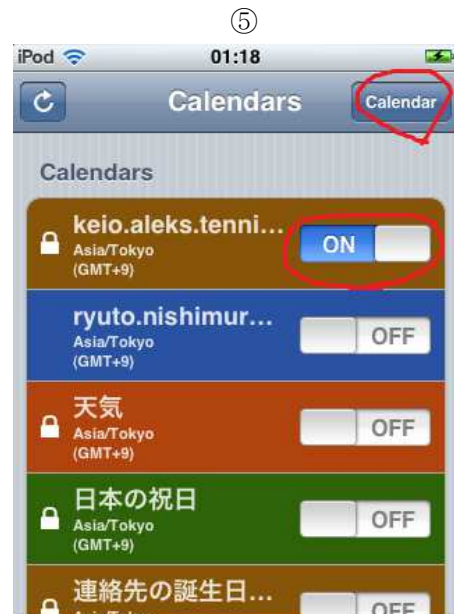 ⑤
iPod 01:18
Calendars Calendar
Calendars
keio.aleks.tenni...
Asia/Tokyo
(GMT+9)
ON
ryuto.nishimur...
Asia/Tokyo
(GMT+9)
OFF
天気
Asia/Tokyo
(GMT+9)
OFF
日本の祝日
Asia/Tokyo
(GMT+9)
OFF
連絡先の誕生日...
OFF